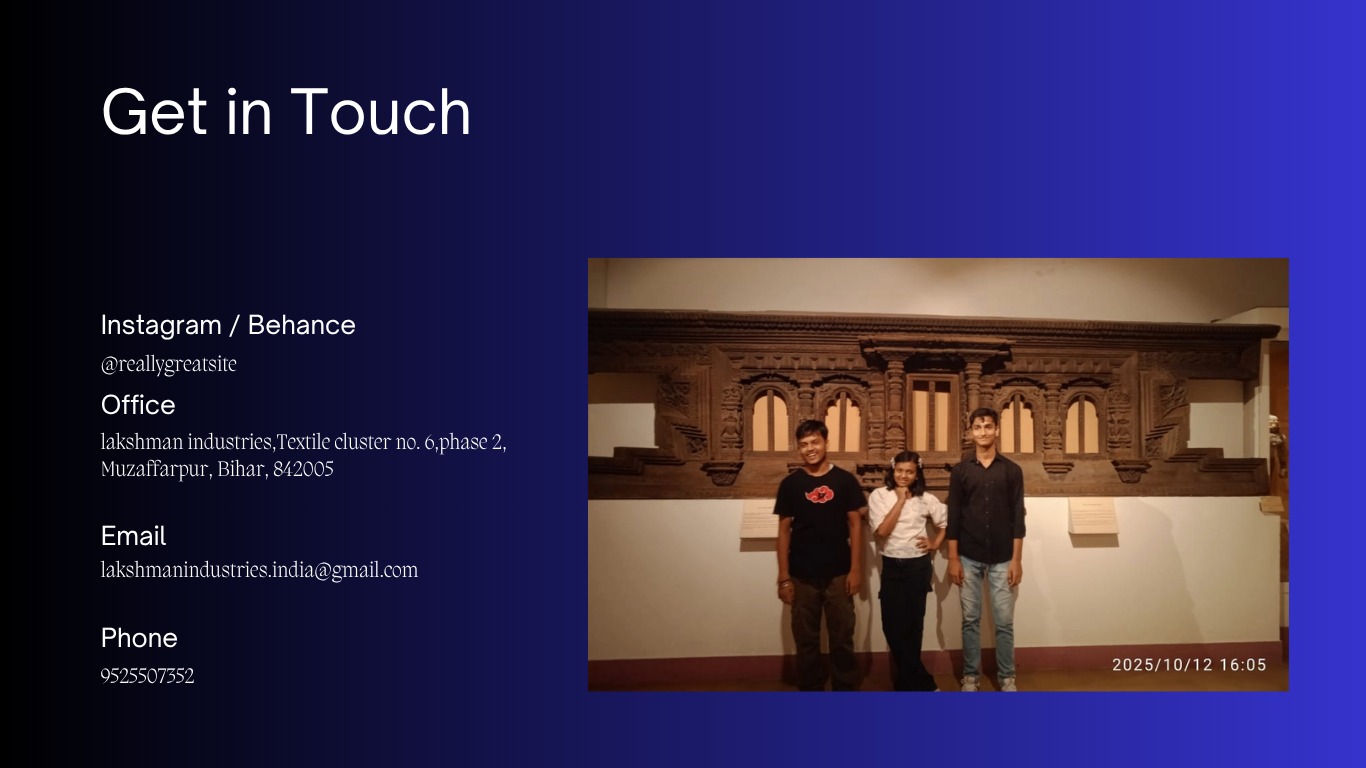 Get in Touch
Instagram / Behance
@reallygreatsite
Office
lakshman industries,Textile cluster no. 6,phase 2,
Muzaffarpur, Bihar, 842005
Email
lakshmanindustries.india@gmail.com
Phone
9525507352
2025/10/12 16:05